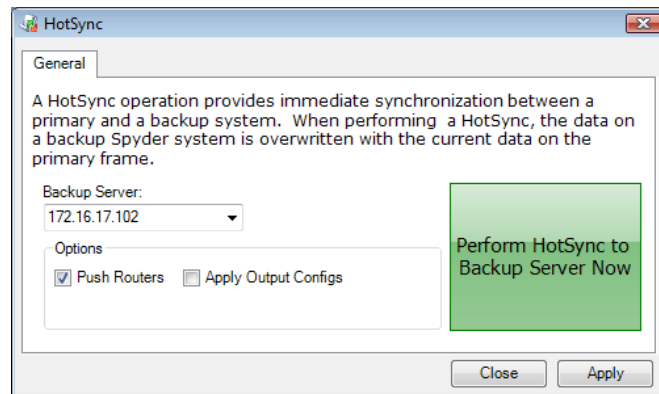 HotSync
General
A HotSync operation provides immediate synchronization between a
primary and a backup system.  When performing  a HotSync, the data on
a backup Spyder system is overwritten with the current data on the
primary frame.
Backup Server:
172.16.17.102
Options
Push Routers
Apply Output Configs
Perform HotSync to
Backup Server Now
Close
Apply